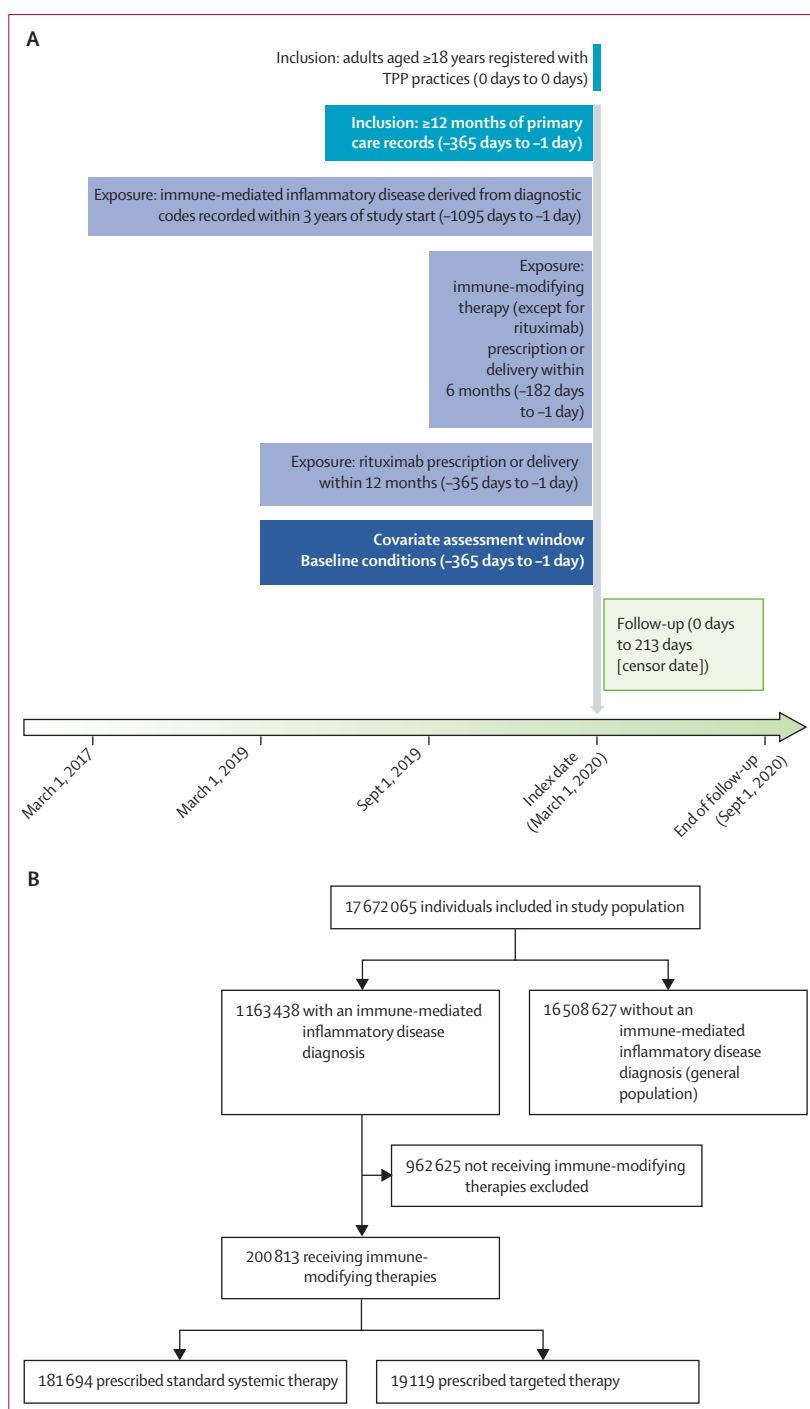 A
Inclusion: adults aged ≥18 years registered with
TPP practices (0 days to 0 days)
Inclusion: ≥12 months of primary
care records (–365 days to –1 day)
Exposure: immune-mediated inflammatory disease derived from diagnostic
codes recorded within 3 years of study start (–1095 days to –1 day)
Exposure:
immune-modifying
therapy (except for
rituximab)
prescription or
delivery within
6 months (–182 days
to –1 day)
Exposure: rituximab prescription or delivery
within 12 months (–365 days to –1 day)
Covariate assessment window
Baseline conditions (–365 days to –1 day)
Follow-up (0 days
to 213 days
[censor date])
March 1, 2017
March 1, 2019
Sept 1, 2019
Index date
(March 1, 2020)
End of follow-up
(Sept 1, 2020)
B
17 672 065 individuals included in study population
1 163 438 with an immune-mediated
inflammatory disease
diagnosis
16 508 627 without an
immune-mediated
inflammatory disease
diagnosis (general
population)
962 625 not receiving immune-modifying
therapies excluded
200 813 receiving immune-
modifying therapies
181 694 prescribed standard systemic therapy
19 119 prescribed targeted therapy